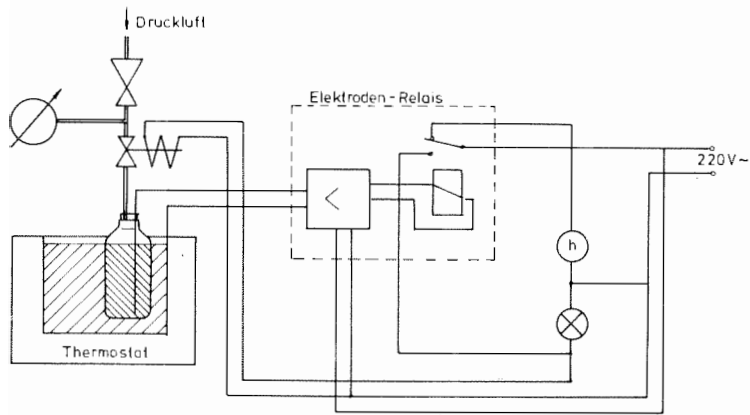 Druckluft
Elektroden-Relais
220V~
<
h
Thermostat